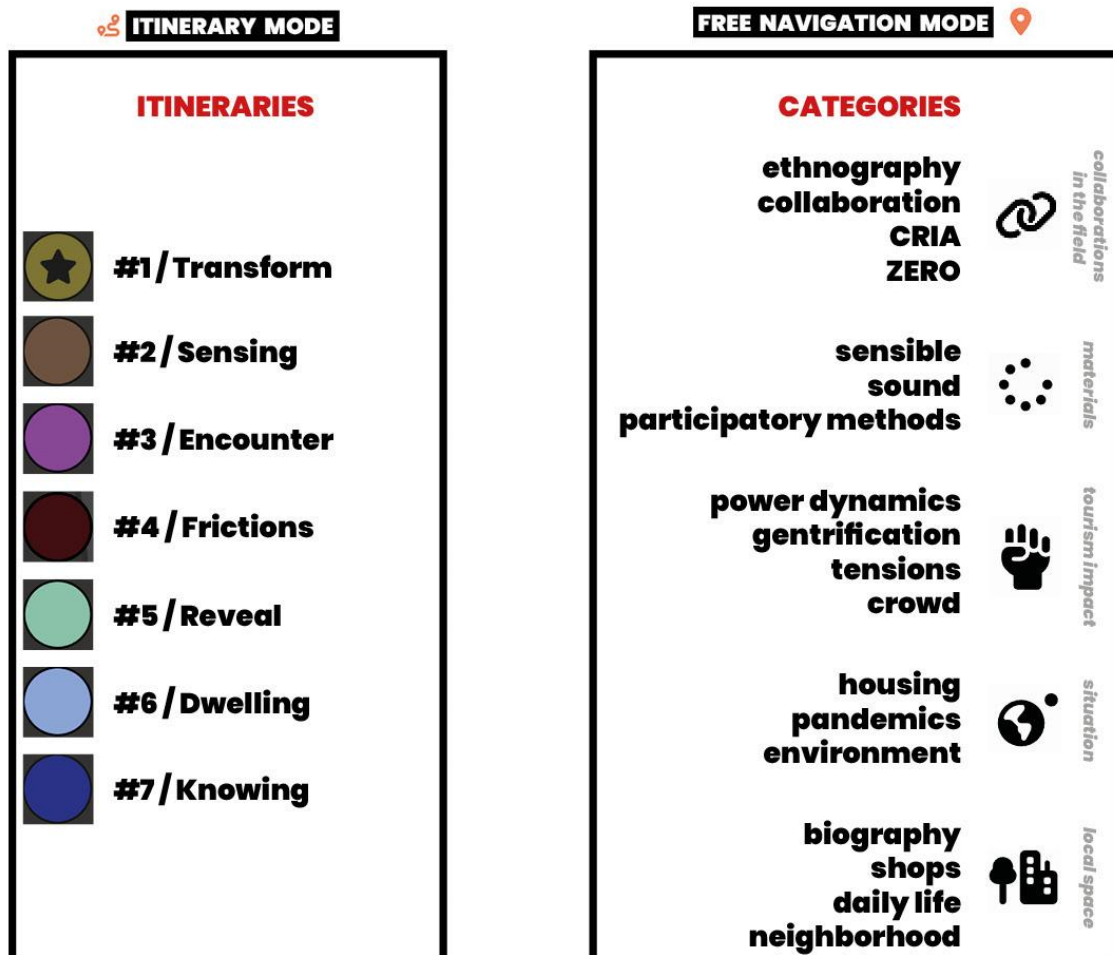 ITINERARY MODE
ITINERARIES
#1 / Transform
#2 / Sensing
#3 / Encounter
#4 / Frictions
#5 / Reveal
#6 / Dwelling
#7 / Knowing
FREE NAVIGATION MODE
CATEGORIES
ethnography
collaboration
CRIA
ZERO
collaborations
in the field
sensible
sound
participatory methods
materials
power dynamics
gentrification
tensions
crowd
tourism impact
housing
pandemics
environment
situation
biography
shops
daily life
neighborhood
local space